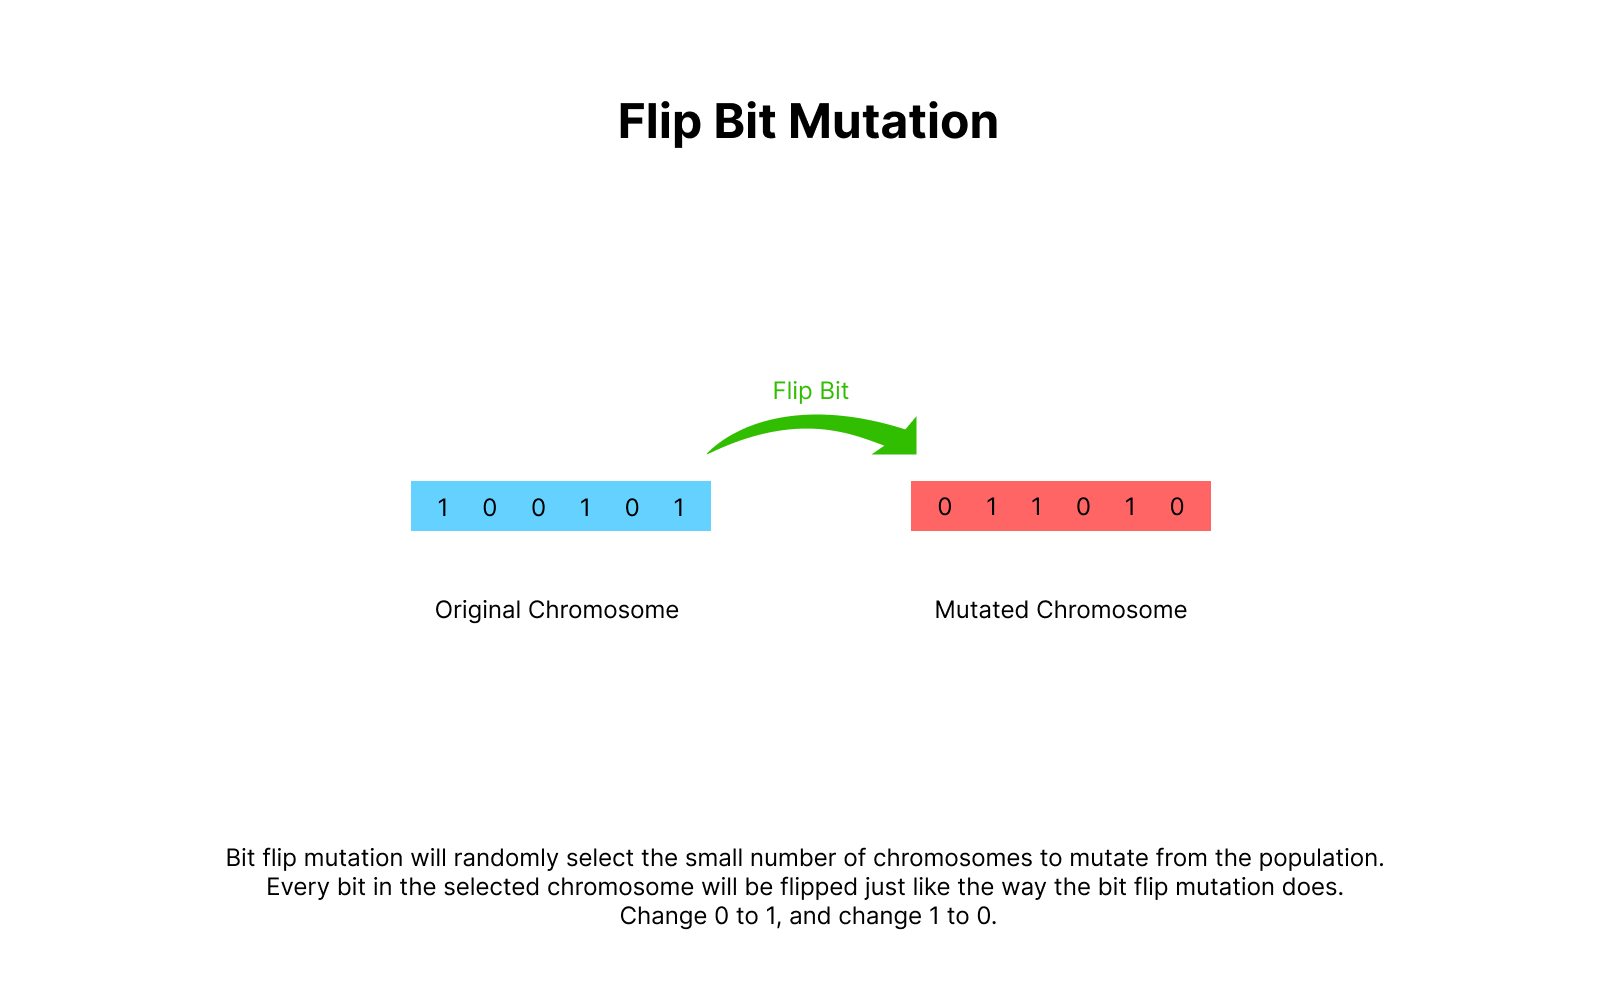 Flip Bit Mutation
Flip Bit
1 0 0 1 0 1
0 1 1 0 1 0
Original Chromosome
Mutated Chromosome
Bit flip mutation will randomly select the small number of chromosomes to mutate from the population.
Every bit in the selected chromosome will be flipped just like the way the bit flip mutation does.
Change 0 to 1, and change 1 to 0.